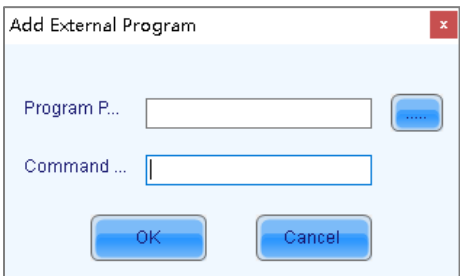 Add External Program
x
Program P...
.....
Command ...
OK
Cancel